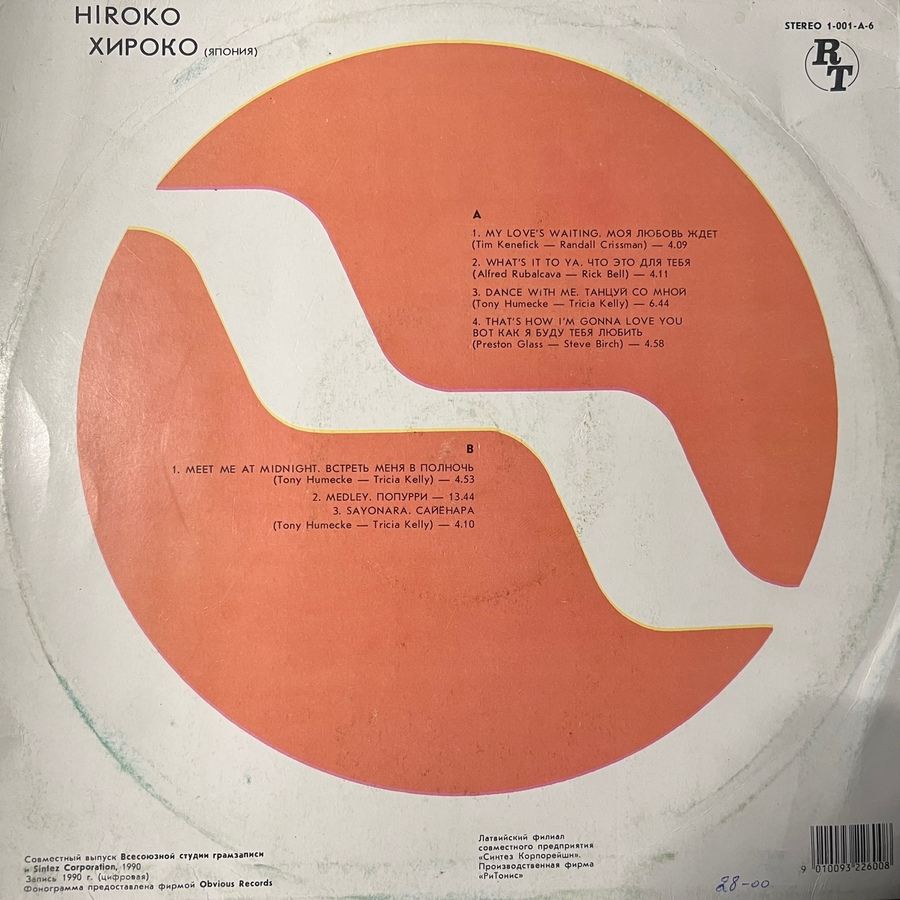 HIROKO
ХИРОКО (ЯПОНИЯ)
STEREO 1-001-A-6
RT
A
1. MY LOVE'S WAITING. МОЯ ЛЮБОВЬ ЖДЕТ
(Tim Kenefick — Randall Crissman) — 4.09
2. WHAT'S IT TO YA. ЧТО ЭТО ДЛЯ ТЕБЯ
(Alfred Rubalcava — Rick Bell) — 4.11
3. DANCE WITH ME. ТАНЦУЙ СО МНОЙ
(Tony Humecke — Tricia Kelly) — 6.44
4. THAT'S HOW I'M GONNA LOVE YOU
ВОТ КАК Я БУДУ ТЕБЯ ЛЮБИТЬ
(Preston Glass — Steve Birch) — 4.58
B
1. MEET ME AT MIDNIGHT. ВСТРЕТЬ МЕНЯ В ПОЛНОЧЬ
(Tony Humecke — Tricia Kelly) — 4.53
2. MEDLEY. ПОПУРРИ — 13.44
3. SAYONARA. САЙЕНАРА
(Tony Humecke — Tricia Kelly) — 4.10
Совместный выпуск Всесоюзной студии грамзаписи
и Sintez Corporation, 1990
Запись 1990 г. (цифровая)
Фонограмма предоставлена фирмой Obvious Records
Латвийский филиал
совместного предприятия
«Синтез Корпорейшн».
Производственная фирма
«РиТонис»
28-00
9 010093 226008